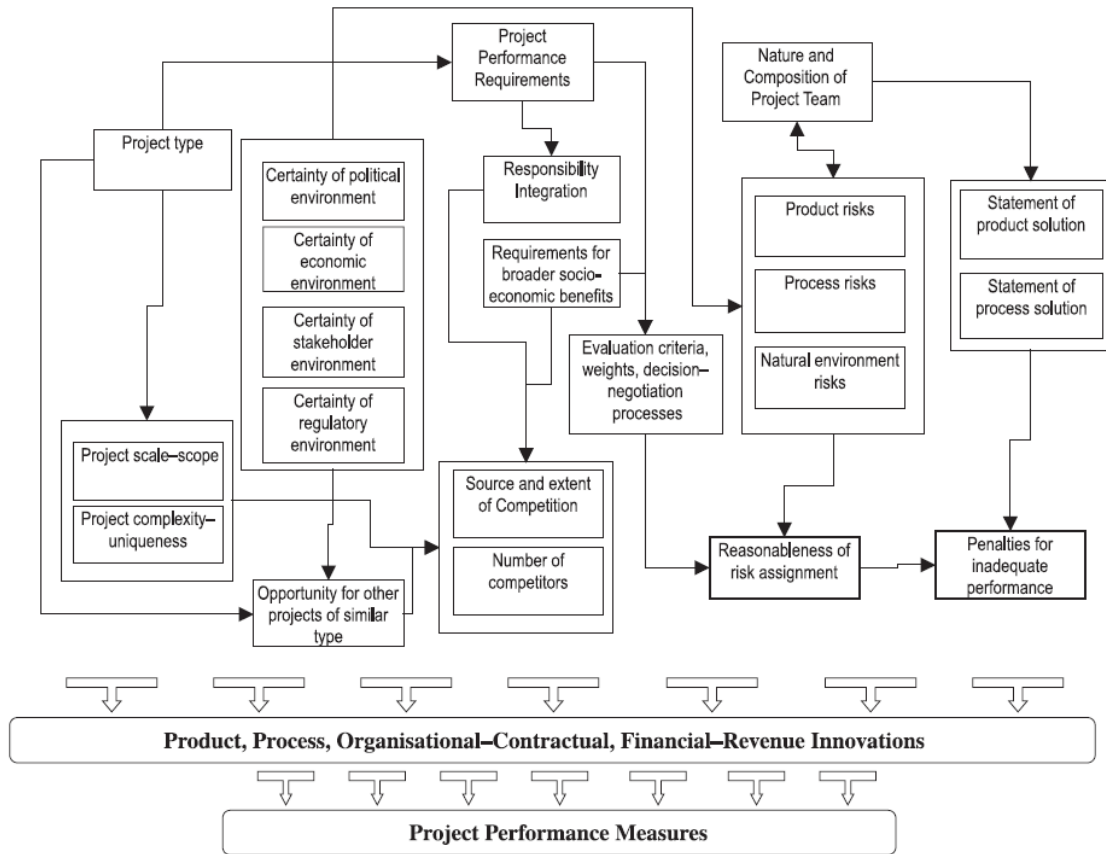 Project
Performance
Requirements
Nature and
Composition of
Project Team
Project type
Certainty of political
environment
Certainty of
economic
environment
Certainty of
stakeholder
environment
Certainty of
regulatory
environment
Responsibility
Integration
Requirements for
broader socio-
economic benefits
Product risks
Process risks
Natural environment
risks
Statement of
product solution
Statement of
process solution
Evaluation criteria,
weights, decision–
negotiation
processes
Project scale–scope
Project complexity–
uniqueness
Source and extent
of Competition
Number of
competitors
Opportunity for other
projects of similar
type
Reasonableness of
risk assignment
Penalties for
inadequate
performance
Product, Process, Organisational–Contractual, Financial–Revenue Innovations
Project Performance Measures